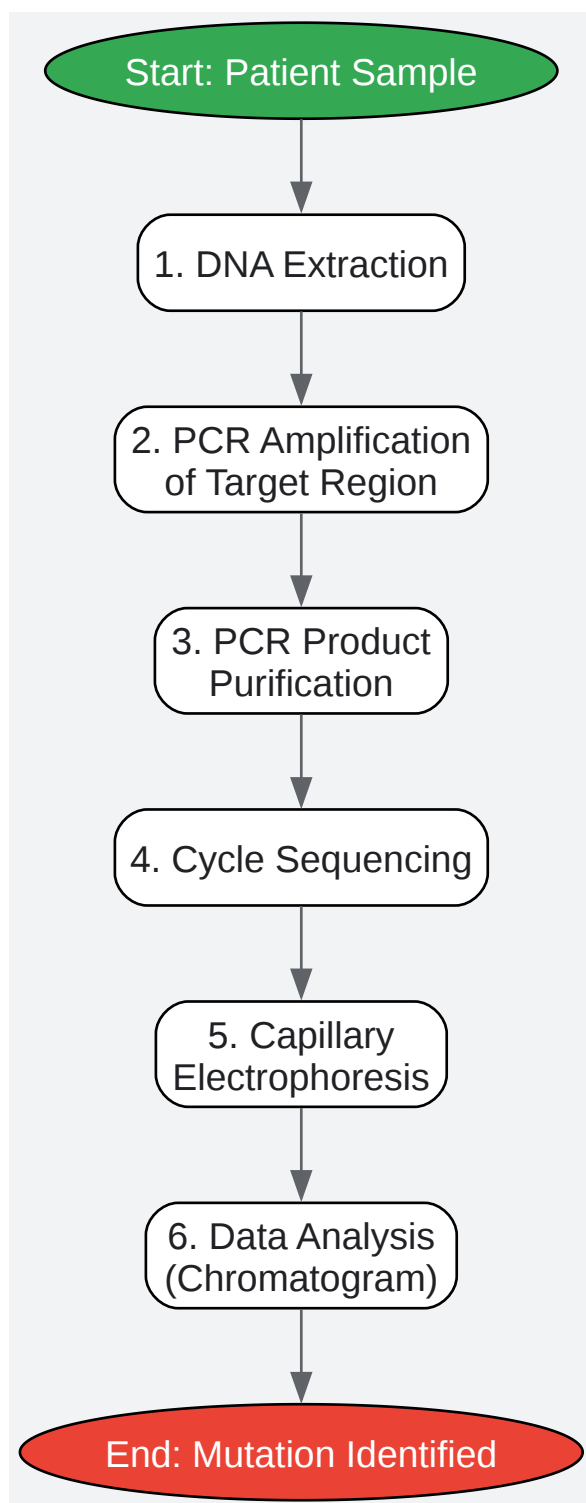 Start: Patient Sample
1. DNA Extraction
2. PCR Amplification
of Target Region
3. PCR Product
Purification
4. Cycle Sequencing
5. Capillary
Electrophoresis
6. Data Analysis
(Chromatogram)
End: Mutation Identified